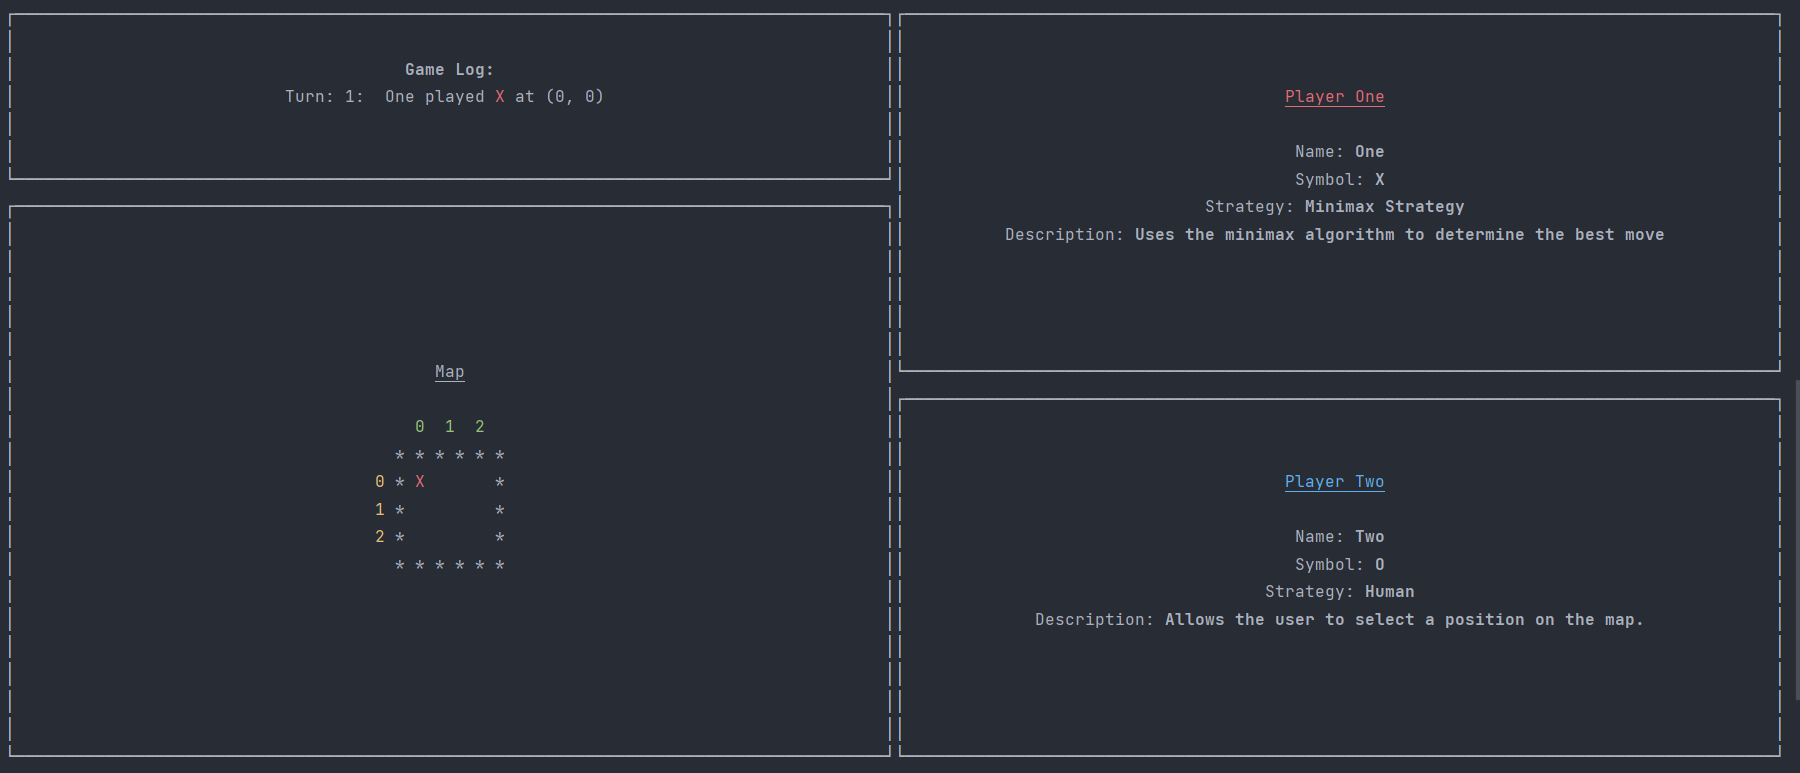 Game Log:
Turn: 1:  One played X at (0, 0)
Map
0  1  2
* * * * * *
0 * X       *
1 *         *
2 *         *
* * * * * *
Player One
Name: One
Symbol: X
Strategy: Minimax Strategy
Description: Uses the minimax algorithm to determine the best move
Player Two
Name: Two
Symbol: O
Strategy: Human
Description: Allows the user to select a position on the map.